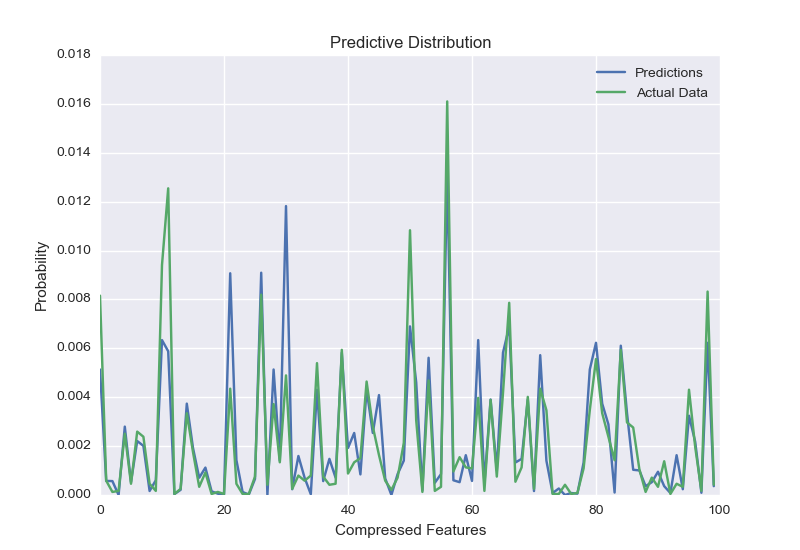 Predictive Distribution
Predictions
Actual Data
0.018
0.016
0.014
0.012
0.010
0.008
0.006
0.004
0.002
0.000
Probability
0 20 40 60 80 100
Compressed Features